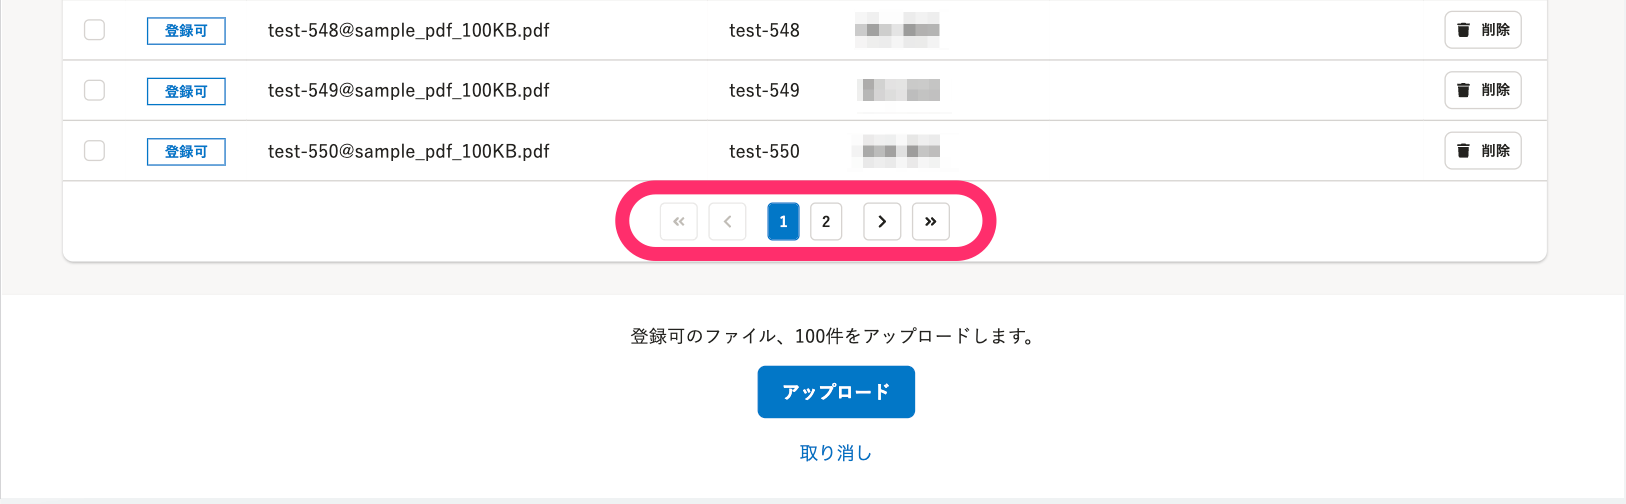 登録可 test-548@sample_pdf_100KB.pdf test-548 削除
登録可 test-549@sample_pdf_100KB.pdf test-549 削除
登録可 test-550@sample_pdf_100KB.pdf test-550 削除
« ‹ 1 2 › »
登録可のファイル、100件をアップロードします。
アップロード
取り消し